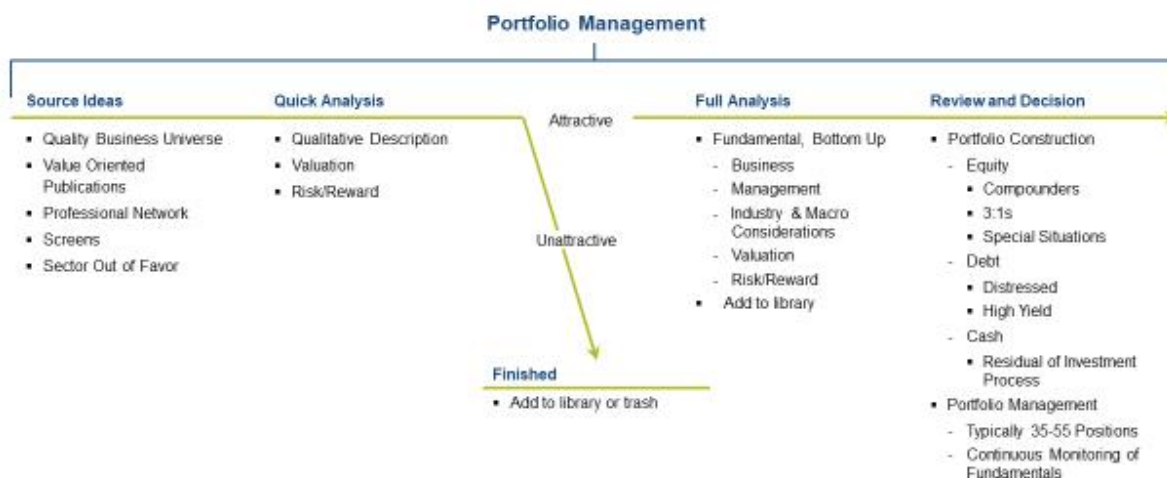 Portfolio Management
Source Ideas
▪ Quality Business Universe
▪ Value Oriented
Publications
▪ Professional Network
▪ Screens
▪ Sector Out of Favor
Quick Analysis
▪ Qualitative Description
▪ Valuation
▪ Risk/Reward
Attractive
Unattractive
Finished
▪ Add to library or trash
Full Analysis
▪ Fundamental, Bottom Up
- Business
- Management
- Industry & Macro
Considerations
- Valuation
- Risk/Reward
▪ Add to library
Review and Decision
▪ Portfolio Construction
- Equity
▪ Compounders
▪ 3:1s
▪ Special Situations
- Debt
▪ Distressed
▪ High Yield
- Cash
▪ Residual of Investment
Process
▪ Portfolio Management
- Typically 35-55 Positions
- Continuous Monitoring of
Fundamentals